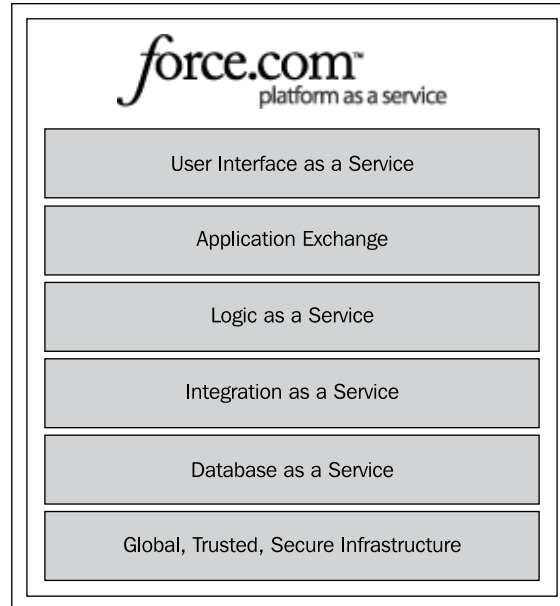 force.com™
platform as a service
User Interface as a Service
Application Exchange
Logic as a Service
Integration as a Service
Database as a Service
Global, Trusted, Secure Infrastructure